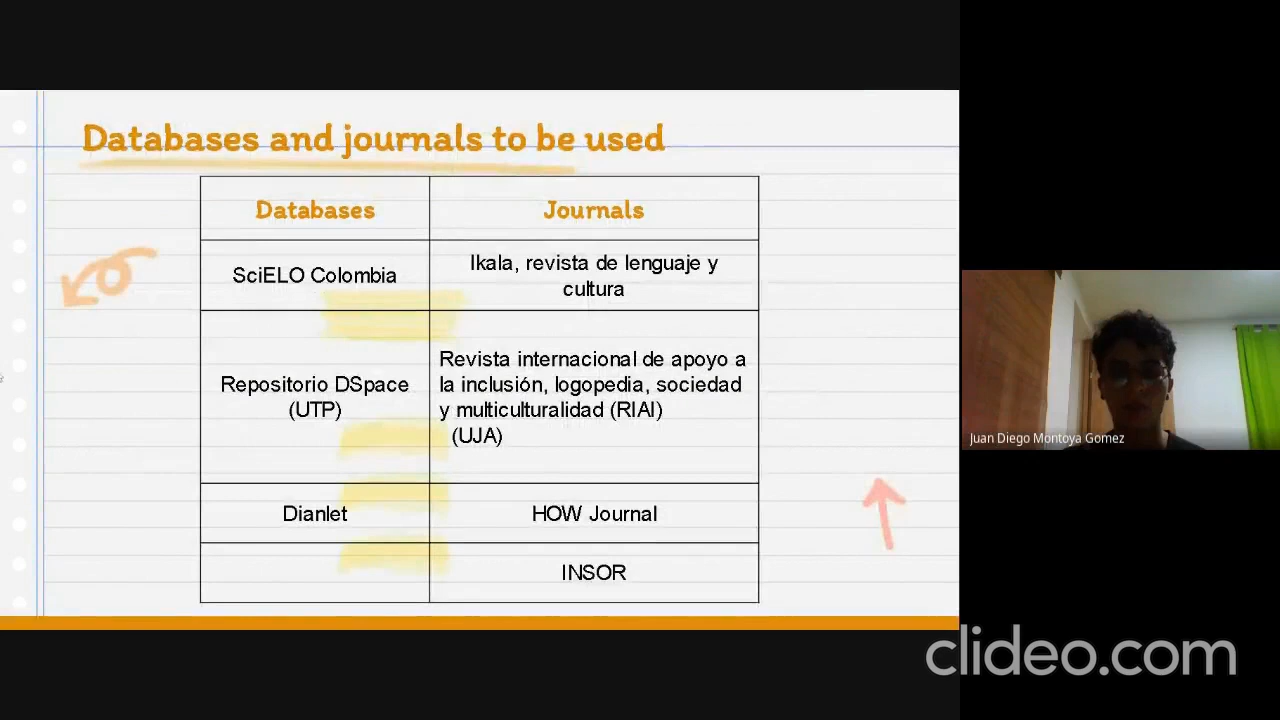 Databases and journals to be used
Databases
Journals
SciELO Colombia
Ikala, revista de lenguaje y
cultura
Repositorio DSpace
(UTP)
Revista internacional de apoyo a
la inclusión, logopedia, sociedad
y multiculturalidad (RIAI)
(UJA)
Dianlet
HOW Journal
INSOR
Juan Diego Montoya Gomez
clideo.com